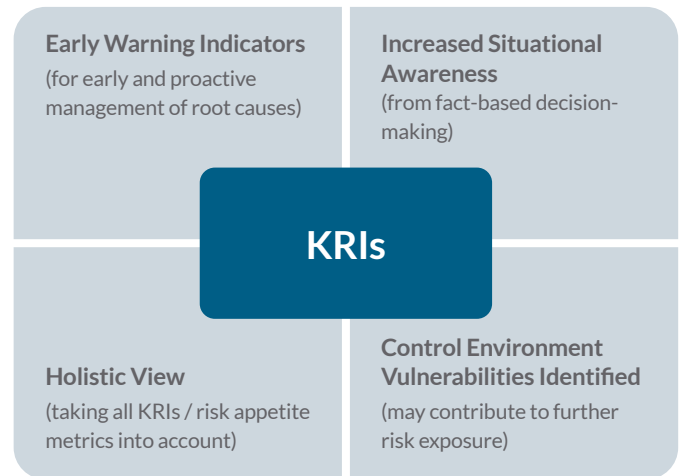 Early Warning Indicators
(for early and proactive
management of root causes)
Increased Situational
Awareness
(from fact-based decision-
making)
KRIs
Holistic View
(taking all KRIs / risk appetite
metrics into account)
Control Environment
Vulnerabilities Identified
(may contribute to further
risk exposure)